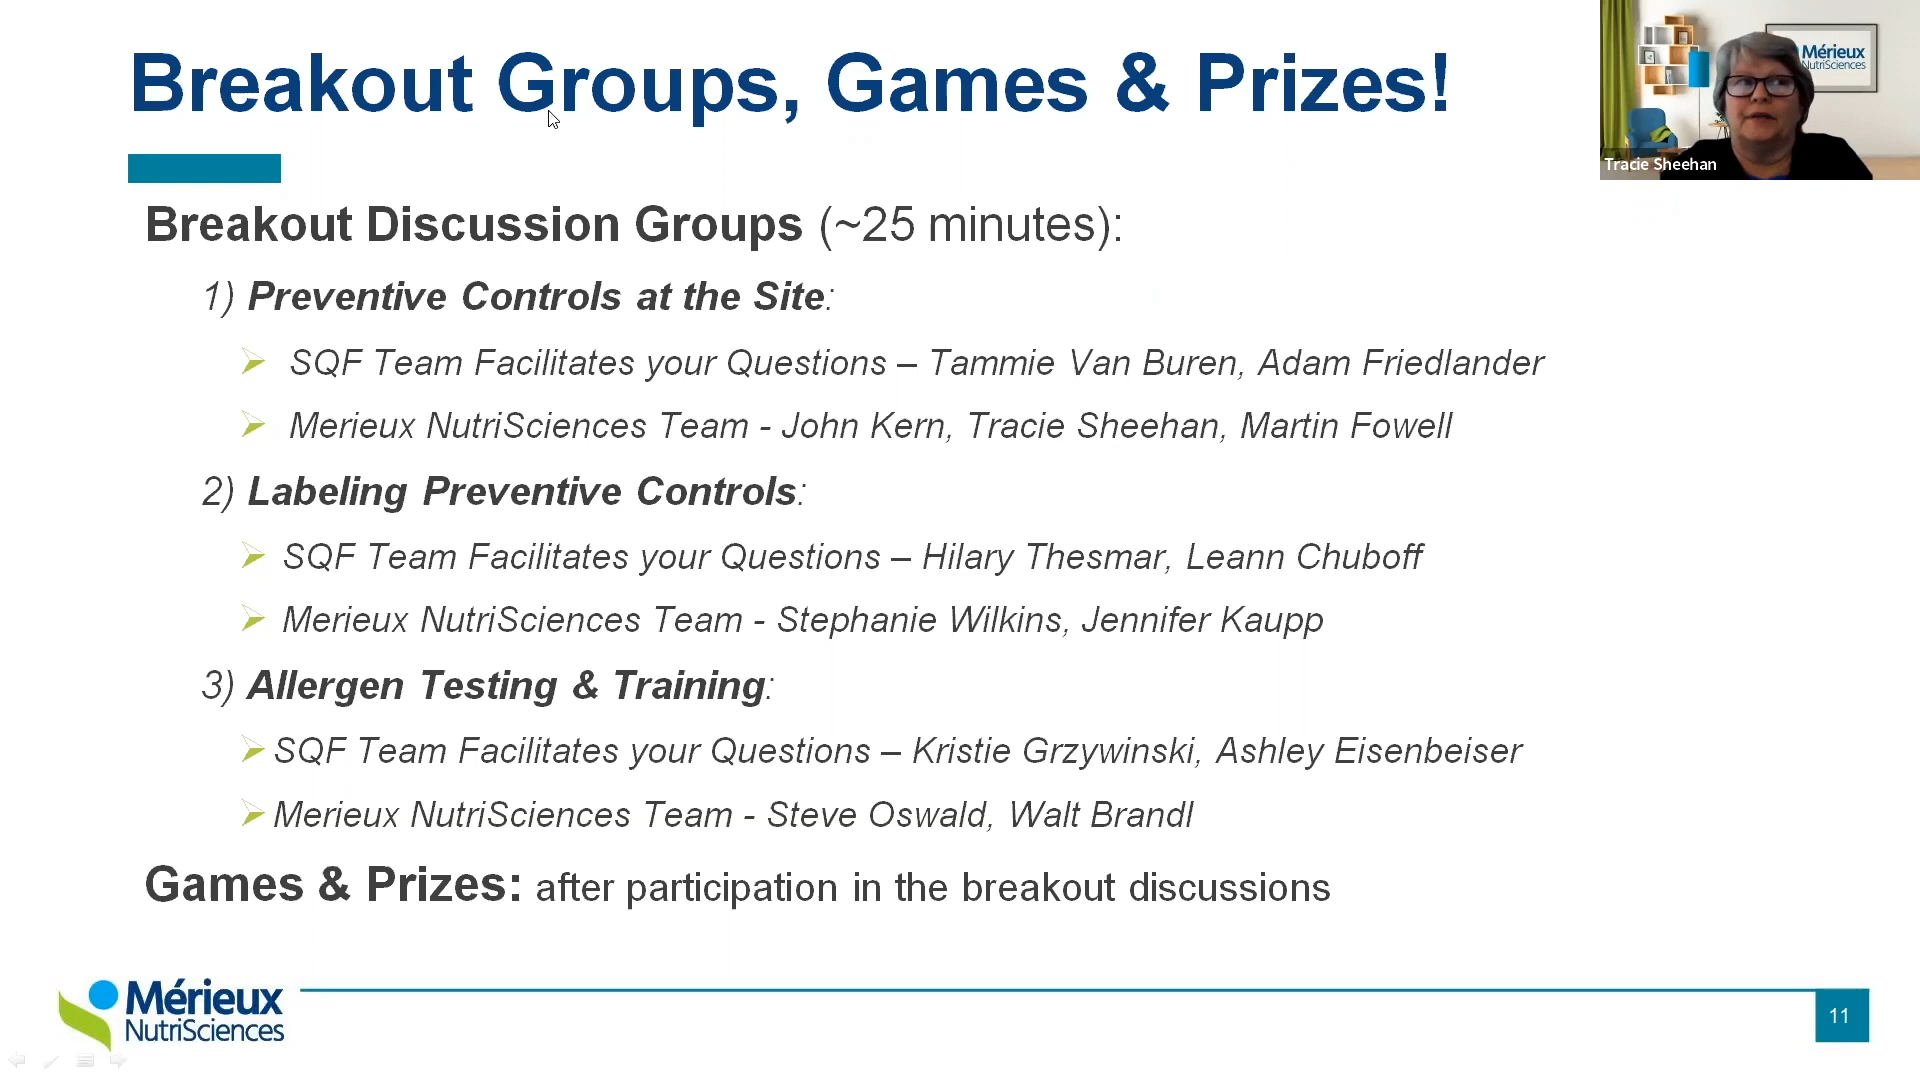 Breakout Groups, Games & Prizes!
Mérieux
NutriSciences
Tracie Sheehan
Breakout Discussion Groups (~25 minutes):
1) Preventive Controls at the Site:
SQF Team Facilitates your Questions – Tammie Van Buren, Adam Friedlander
Merieux NutriSciences Team - John Kern, Tracie Sheehan, Martin Fowell
2) Labeling Preventive Controls:
SQF Team Facilitates your Questions – Hilary Thesmar, Leann Chuboff
Merieux NutriSciences Team - Stephanie Wilkins, Jennifer Kaupp
3) Allergen Testing & Training:
SQF Team Facilitates your Questions – Kristie Grzywinski, Ashley Eisenbeiser
Merieux NutriSciences Team - Steve Oswald, Walt Brandl
Games & Prizes: after participation in the breakout discussions
Mérieux
NutriSciences
11